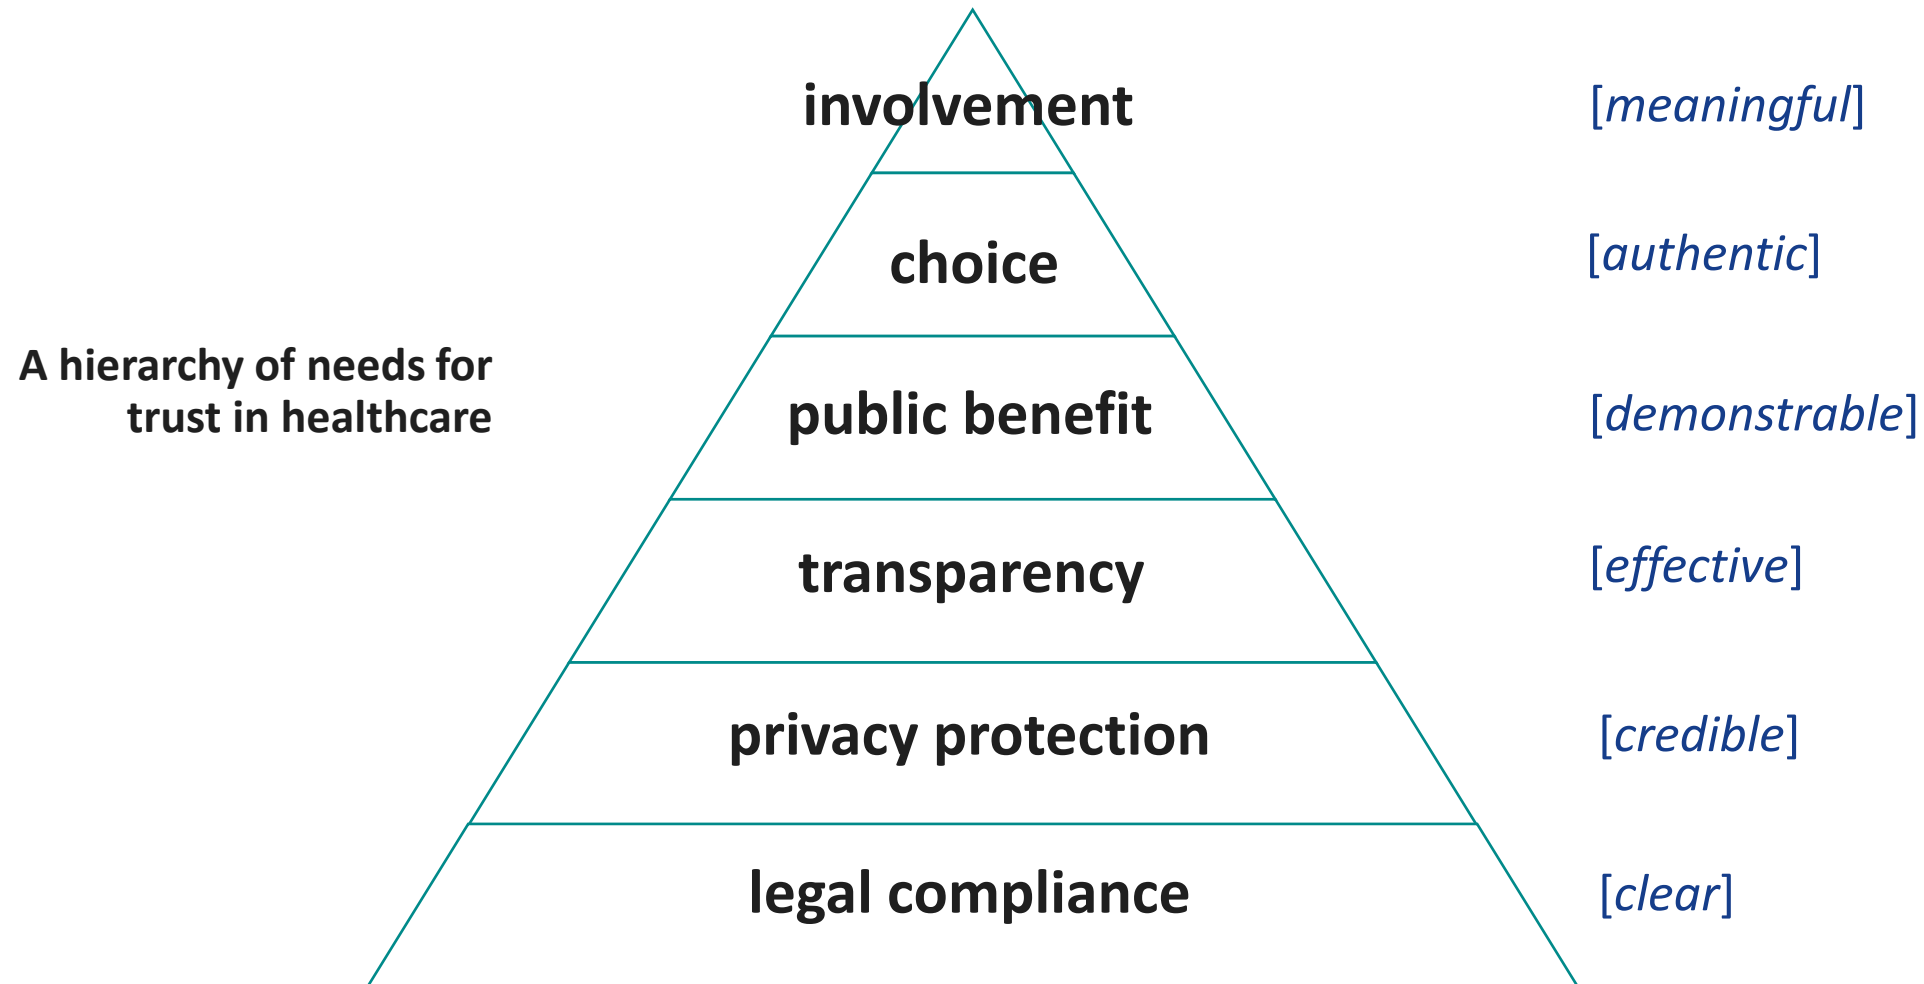 involvement
[meaningful]
choice
[authentic]
A hierarchy of needs for
trust in healthcare
public benefit
[demonstrable]
transparency
[effective]
privacy protection
[credible]
legal compliance
[clear]